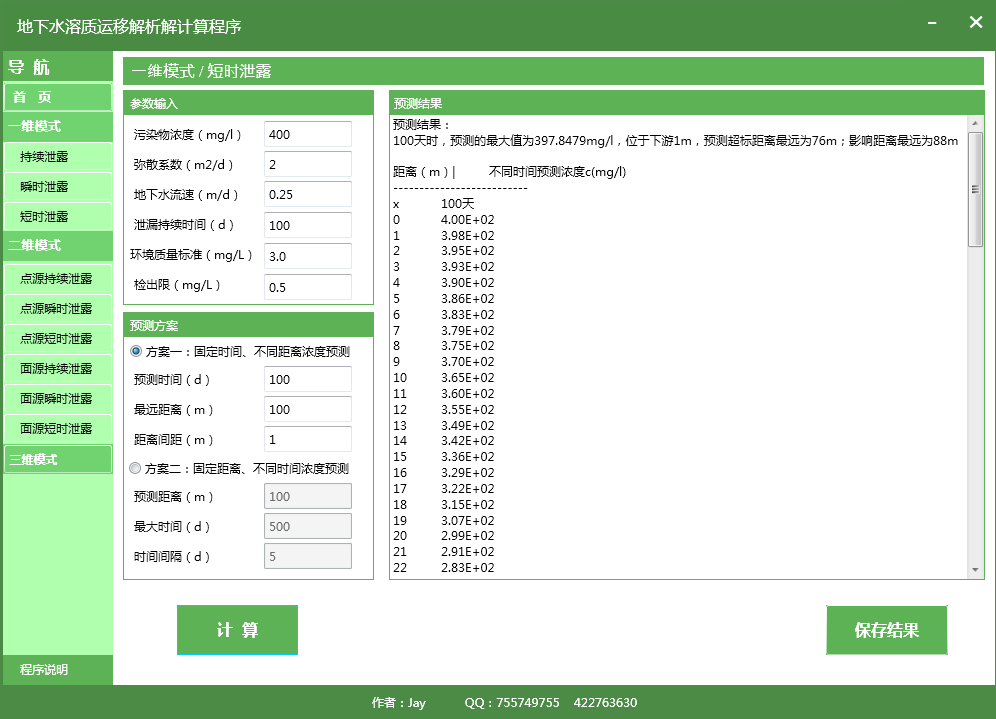 地下水溶质运移解析解计算程序
导 航
首 页
一维模式
持续泄露
瞬时泄露
短时泄露
二维模式
点源持续泄露
点源瞬时泄露
点源短时泄露
面源持续泄露
面源瞬时泄露
面源短时泄露
三维模式
程序说明
一维模式 / 短时泄露
参数输入
污染物浓度（mg/l） 400
弥散系数（m2/d） 2
地下水流速（m/d） 0.25
泄漏持续时间（d） 100
环境质量标准（mg/L） 3.0
检出限（mg/L） 0.5
预测方案
方案一：固定时间、不同距离浓度预测
预测时间（d） 100
最远距离（m） 100
距离间距（m） 1
方案二：固定距离、不同时间浓度预测
预测距离（m） 100
最大时间（d） 500
时间间隔（d） 5
计 算
预测结果
预测结果：
100天时，预测的最大值为397.8479mg/l，位于下游1m，预测超标距离最远为76m；影响距离最远为88m
距离（m）| 不同时间预测浓度c(mg/l)
--------------------------
x 100天
0 4.00E+02
1 3.98E+02
2 3.95E+02
3 3.93E+02
4 3.90E+02
5 3.86E+02
6 3.83E+02
7 3.79E+02
8 3.75E+02
9 3.70E+02
10 3.65E+02
11 3.60E+02
12 3.55E+02
13 3.49E+02
14 3.42E+02
15 3.36E+02
16 3.29E+02
17 3.22E+02
18 3.15E+02
19 3.07E+02
20 2.99E+02
21 2.91E+02
22 2.83E+02
保存结果
作者：Jay QQ：755749755 422763630